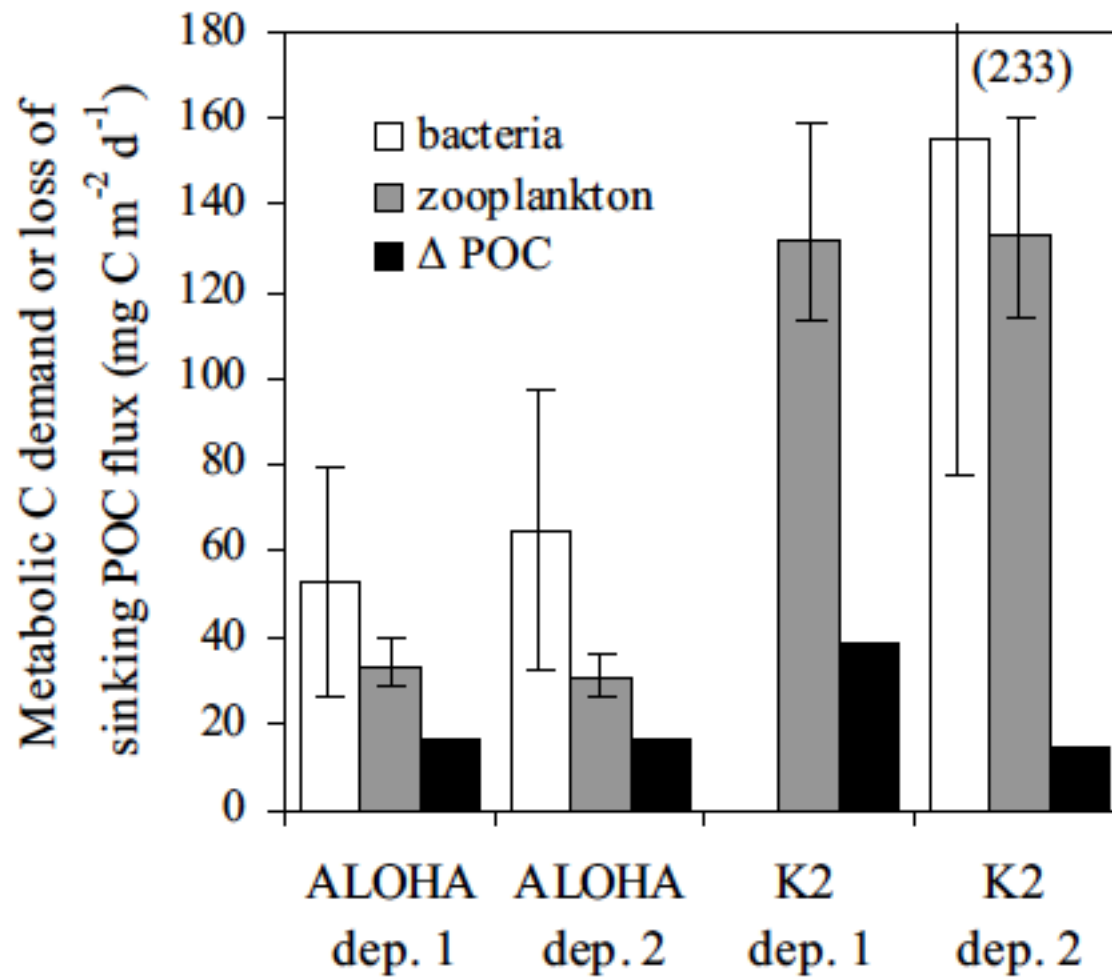 Metabolic C demand or loss of
sinking POC flux (mg C m⁻² d⁻¹)
180
160
140
120
100
80
60
40
20
0
bacteria
zooplankton
Δ POC
(233)
ALOHA
dep. 1
ALOHA
dep. 2
K2
dep. 1
K2
dep. 2